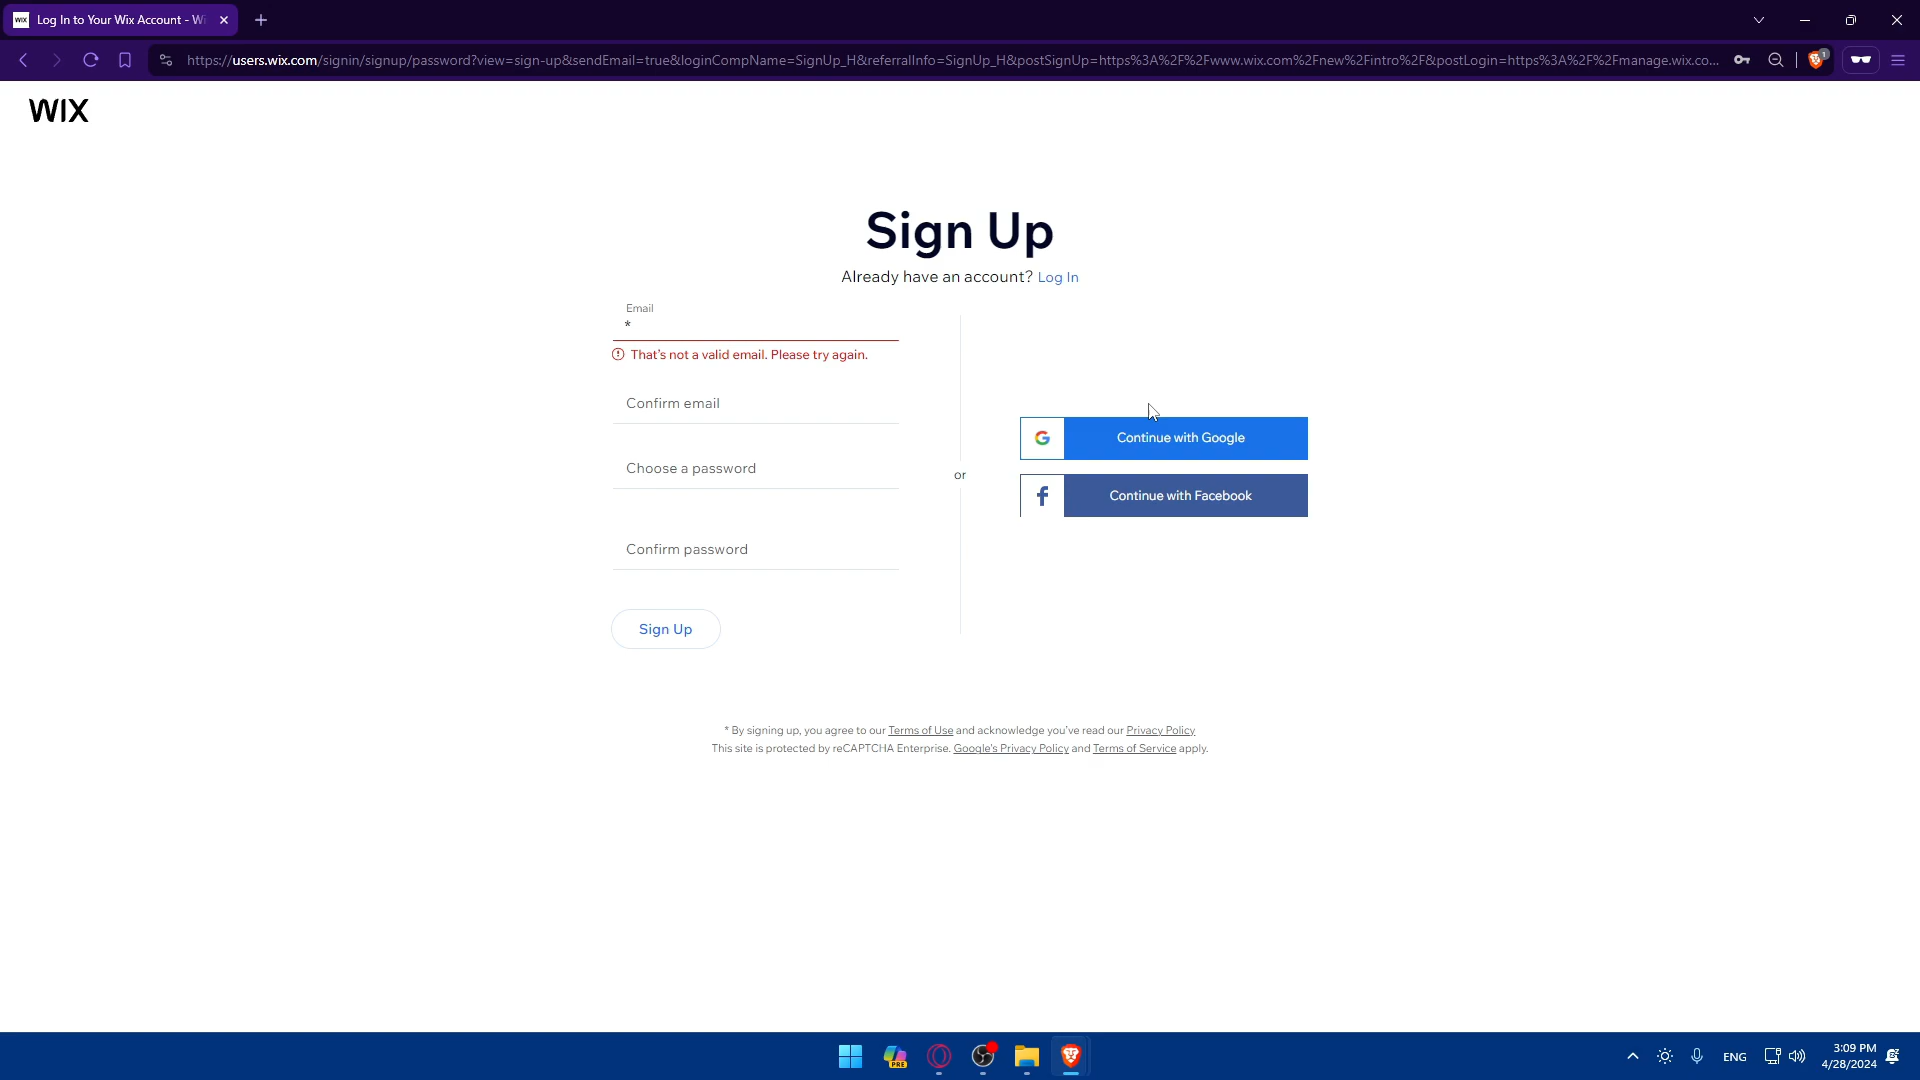 WIX
Log In to Your Wix Account - Wi
https://users.wix.com/signin/signup/password?view=sign-up&sendEmail=true&loginCompName=SignUp_H&referralInfo=SignUp_H&postSignUp=https%3A%2F%2Fwww.wix.com%2Fnew%2Fintro%2F&postLogin=https%3A%2F%2Fmanage.wix.co...
1
WIX
Sign Up
Already have an account? Log In
Email
*
That's not a valid email. Please try again.
Confirm email
Choose a password
Confirm password
Sign Up
or
G Continue with Google
f Continue with Facebook
* By signing up, you agree to our Terms of Use and acknowledge you've read our Privacy Policy
This site is protected by reCAPTCHA Enterprise. Google's Privacy Policy and Terms of Service apply.
PRE
ENG
3:09 PM
4/28/2024